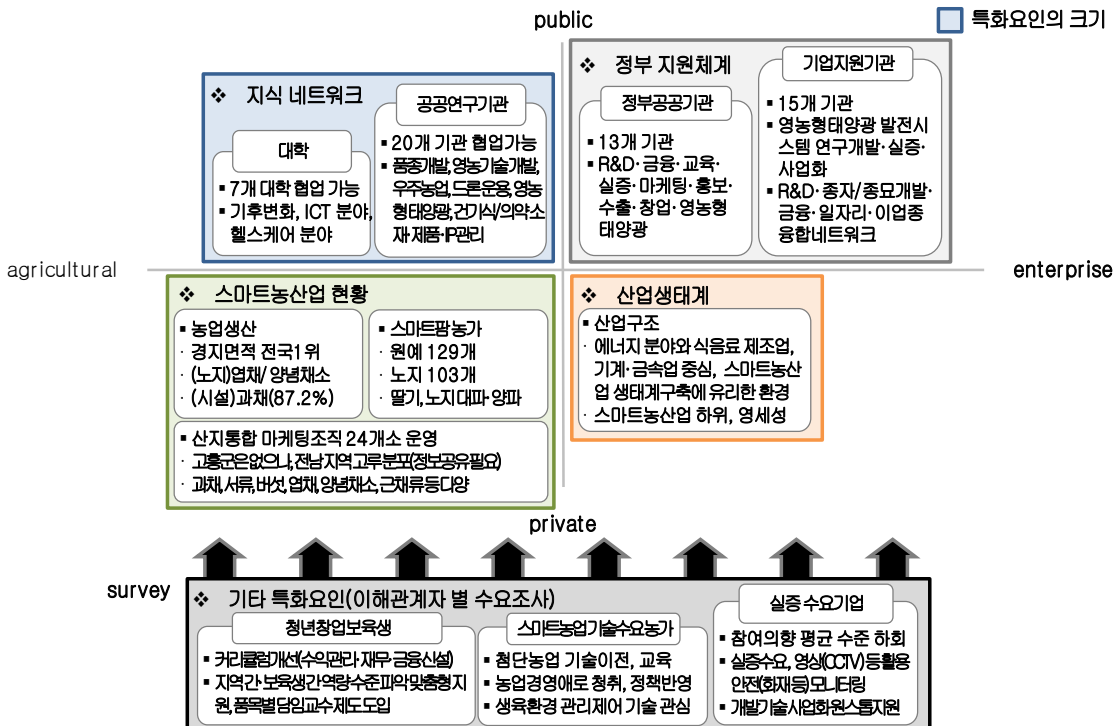 public
특화요인의 크기
❖ 지식 네트워크
대학
▪ 7개 대학 협업 가능
▪ 기후변화, ICT 분야,
헬스케어 분야
공공연구기관
▪ 20개 기관 협업가능
▪ 품종개발, 영농기술개발,
우주농업, 드론운용, 영농
형태양광, 건기식/의약소
재·제품·IP관리
❖ 정부 지원체계
정부공공기관
▪ 13개 기관
▪ R&D·금융·교육·
실증·마케팅·홍보·
수출·창업·영농형
태양광
기업지원기관
▪ 15개 기관
▪ 영농형태양광 발전시
스템 연구개발·실증·
사업화
▪ R&D·종자/종묘개발·
금융·일자리·이업종
융합네트워크
agricultural
enterprise
❖ 스마트농산업 현황
▪ 농업생산
· 경지면적 전국1위
· (노지)엽채/ 양념채소
· (시설)과채(87.2%)
▪ 스마트팜 농가
· 원예 129개
· 노지 103개
· 딸기, 노지대파·양파
▪ 산지통합 마케팅조직 24개소 운영
· 고흥군은 없으나, 전남 지역 고루 분포(정보공유 필요)
· 과채, 서류, 버섯, 엽채, 양념채소, 근채류 등 다양
❖ 산업생태계
▪ 산업구조
· 에너지 분야와 식음료 제조업,
기계·금속업 중심, 스마트농산
업 생태계구축에 유리한 환경
· 스마트농산업 하위, 영세성
private
survey
❖ 기타 특화요인(이해관계자 별 수요조사)
청년창업보육생
▪ 커리큘럼개선(수익관리·재무·금융신설)
▪ 지역간·보육생간 역량수준파악 맞춤형지
원, 품목별 담임교수제도 도입
스마트농업기술수요농가
▪ 첨단농업 기술이전, 교육
▪ 농업경영애로 청취, 정책반영
▪ 생육환경 관리제어 기술 관심
실증 수요기업
▪ 참여의향 평균 수준 하회
▪ 실증수요, 영상(CCTV) 등 활용
안전(화재 등)모니터링
▪ 개발기술 사업화 원스톱지원